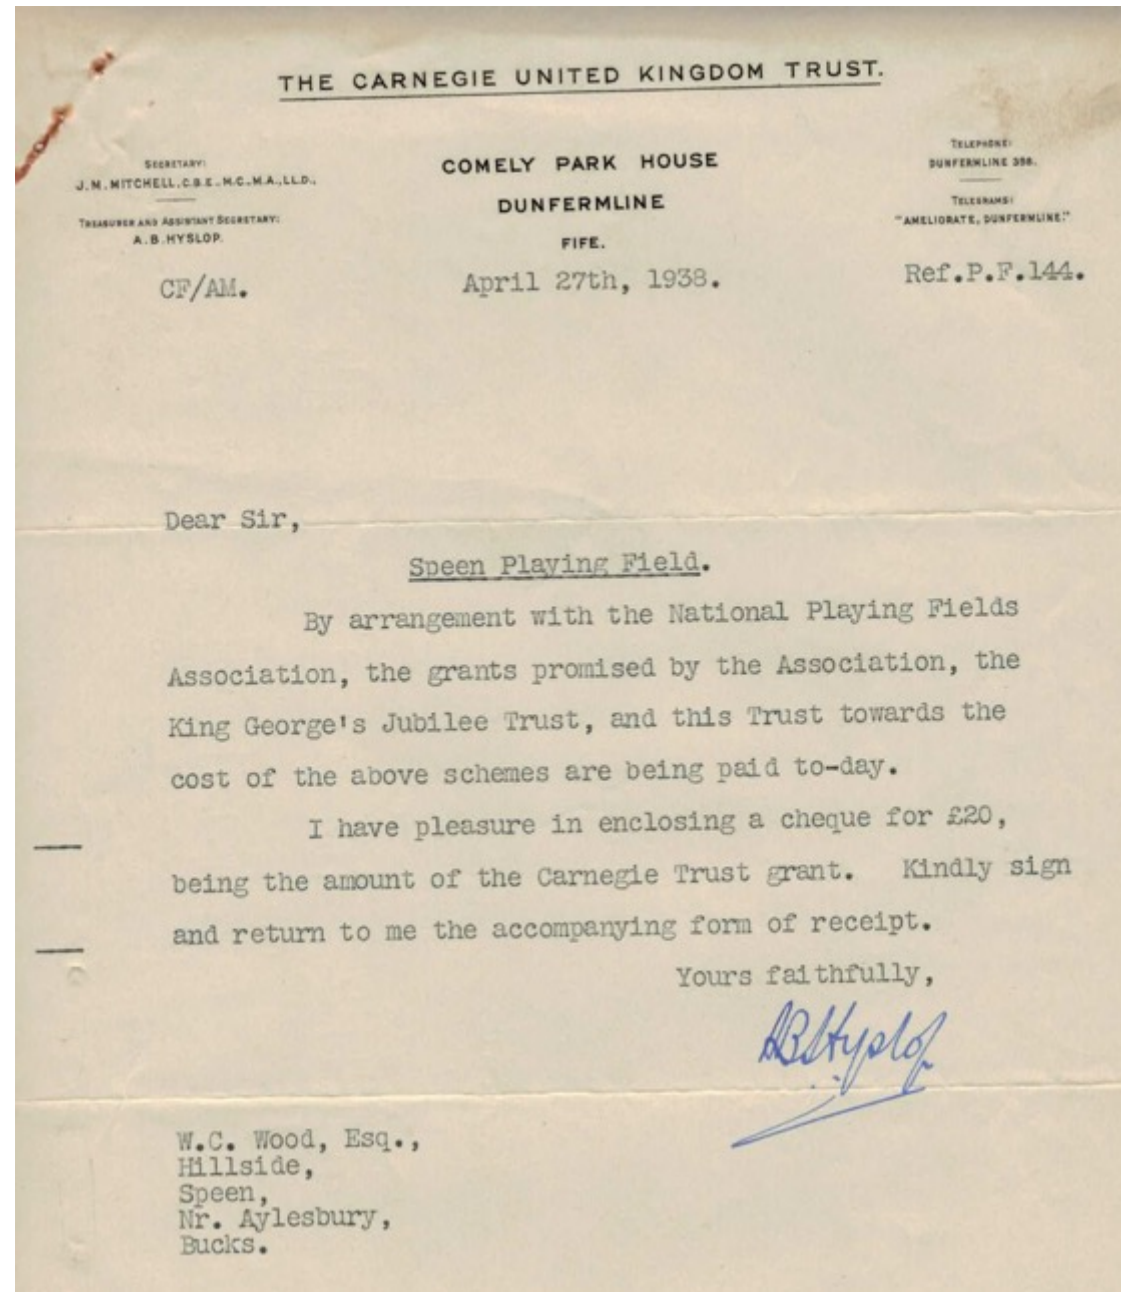 THE CARNEGIE UNITED KINGDOM TRUST.
SECRETARY:
J.M.MITCHELL,C.B.E.,M.C.,M.A.,LL.D.,
TREASURER AND ASSISTANT SECRETARY:
A.B.HYSLOP.
COMELY PARK HOUSE
DUNFERMLINE
FIFE.
TELEPHONE:
DUNFERMLINE 398.
TELEGRAMS:
"AMELIORATE, DUNFERMLINE."
CF/AM.
April 27th, 1938.
Ref.P.F.144.
Dear Sir,
Speen Playing Field.
By arrangement with the National Playing Fields
Association, the grants promised by the Association, the
King George's Jubilee Trust, and this Trust towards the
cost of the above schemes are being paid to-day.
I have pleasure in enclosing a cheque for £20,
being the amount of the Carnegie Trust grant. Kindly sign
and return to me the accompanying form of receipt.
Yours faithfully,
ABHyslop
W.C. Wood, Esq.,
Hillside,
Speen,
Nr. Aylesbury,
Bucks.